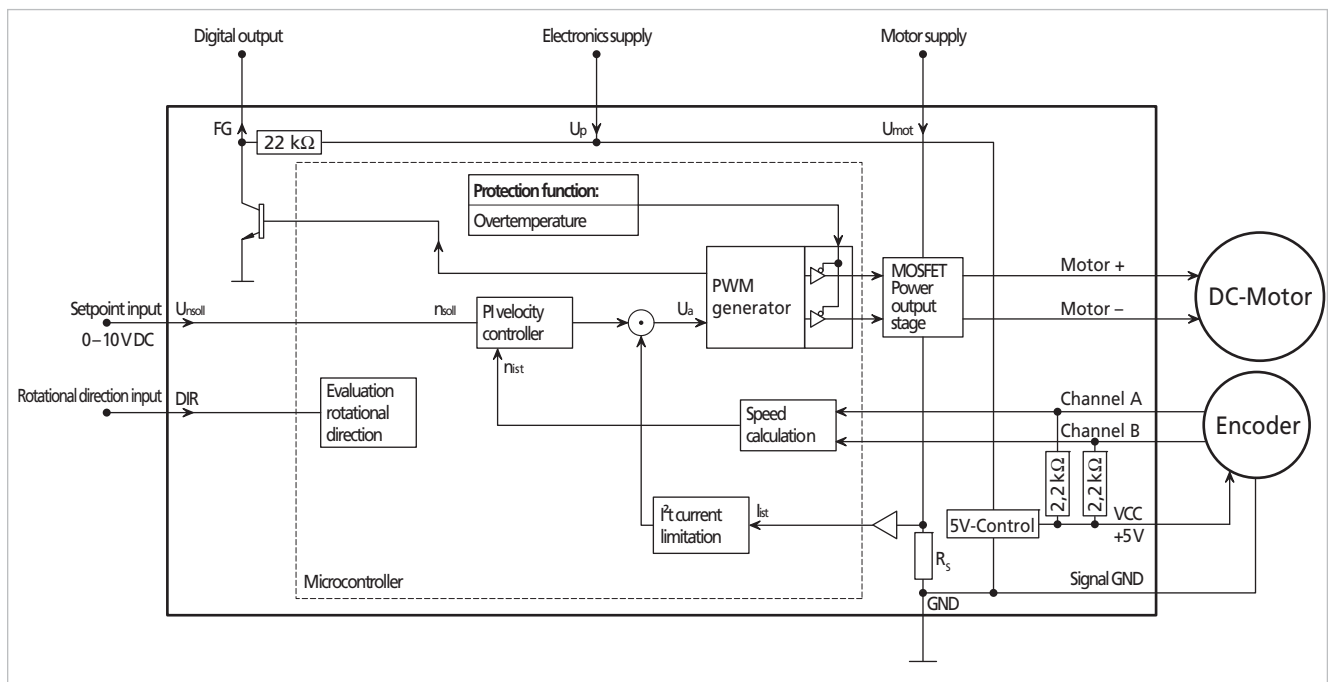 Digital output
Electronics supply
Motor supply
FG
22 kΩ
Up
Umot
Protection function:
Overtemperature
PWM
generator
MOSFET
Power
output
stage
Motor +
Motor –
DC-Motor
Setpoint input
0–10 V DC
Unsoll
nsoll
PI velocity
controller
Ua
nist
Rotational direction input
DIR
Evaluation
rotational
direction
Speed
calculation
Channel A
Channel B
Encoder
2,2 kΩ
2,2 kΩ
I²t current
limitation
Iist
5V-Control
VCC
+5 V
RS
Microcontroller
Signal GND
GND